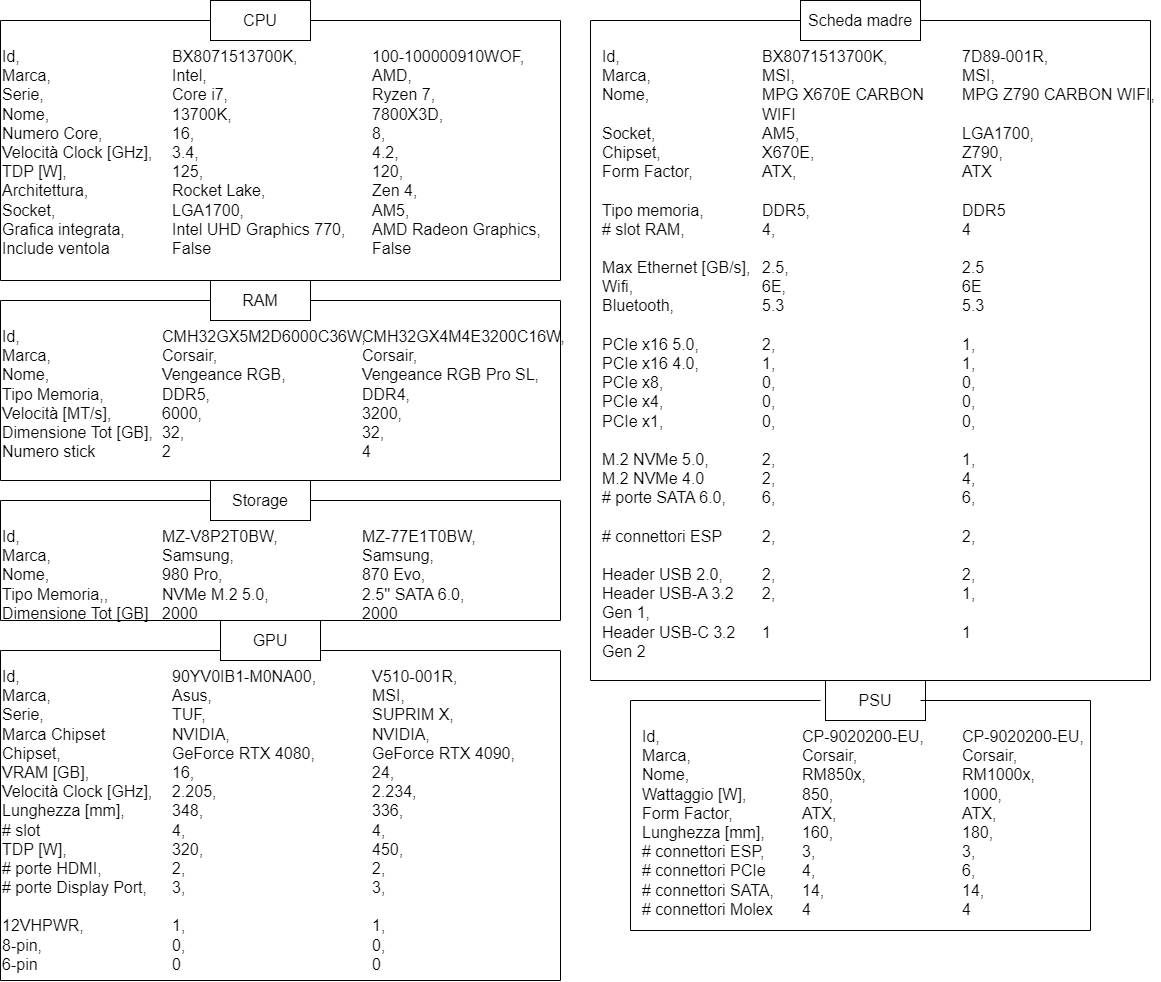 CPU
Id, BX8071513700K, 100-100000910WOF,
Marca, Intel, AMD,
Serie, Core i7, Ryzen 7,
Nome, 13700K, 7800X3D,
Numero Core, 16, 8,
Velocità Clock [GHz], 3.4, 4.2,
TDP [W], 125, 120,
Architettura, Rocket Lake, Zen 4,
Socket, LGA1700, AM5,
Grafica integrata, Intel UHD Graphics 770, AMD Radeon Graphics,
Include ventola False False
RAM
Id, CMH32GX5M2D6000C36W, CMH32GX4M4E3200C16W,
Marca, Corsair, Corsair,
Nome, Vengeance RGB, Vengeance RGB Pro SL,
Tipo Memoria, DDR5, DDR4,
Velocità [MT/s], 6000, 3200,
Dimensione Tot [GB], 32, 32,
Numero stick 2 4
Storage
Id, MZ-V8P2T0BW, MZ-77E1T0BW,
Marca, Samsung, Samsung,
Nome, 980 Pro, 870 Evo,
Tipo Memoria,, NVMe M.2 5.0, 2.5" SATA 6.0,
Dimensione Tot [GB] 2000 2000
GPU
Id, 90YV0IB1-M0NA00, V510-001R,
Marca, Asus, MSI,
Serie, TUF, SUPRIM X,
Marca Chipset NVIDIA, NVIDIA,
Chipset, GeForce RTX 4080, GeForce RTX 4090,
VRAM [GB], 16, 24,
Velocità Clock [GHz], 2.205, 2.234,
Lunghezza [mm], 348, 336,
# slot 4, 4,
TDP [W], 320, 450,
# porte HDMI, 2, 2,
# porte Display Port, 3, 3,
12VHPWR, 1, 1,
8-pin, 0, 0,
6-pin 0 0
Scheda madre
Id, BX8071513700K, 7D89-001R,
Marca, MSI, MSI,
Nome, MPG X670E CARBON MPG Z790 CARBON WIFI,
WIFI
Socket, AM5, LGA1700,
Chipset, X670E, Z790,
Form Factor, ATX, ATX
Tipo memoria, DDR5, DDR5
# slot RAM, 4, 4
Max Ethernet [GB/s], 2.5, 2.5
Wifi, 6E, 6E
Bluetooth, 5.3 5.3
PCIe x16 5.0, 2, 1,
PCIe x16 4.0, 1, 1,
PCIe x8, 0, 0,
PCIe x4, 0, 0,
PCIe x1, 0, 0,
M.2 NVMe 5.0, 2, 1,
M.2 NVMe 4.0 2, 4,
# porte SATA 6.0, 6, 6,
# connettori ESP 2, 2,
Header USB 2.0, 2, 2,
Header USB-A 3.2 2, 1,
Gen 1,
Header USB-C 3.2 1 1
Gen 2
PSU
Id, CP-9020200-EU, CP-9020200-EU,
Marca, Corsair, Corsair,
Nome, RM850x, RM1000x,
Wattaggio [W], 850, 1000,
Form Factor, ATX, ATX,
Lunghezza [mm], 160, 180,
# connettori ESP, 3, 3,
# connettori PCIe 4, 6,
# connettori SATA, 14, 14,
# connettori Molex 4 4